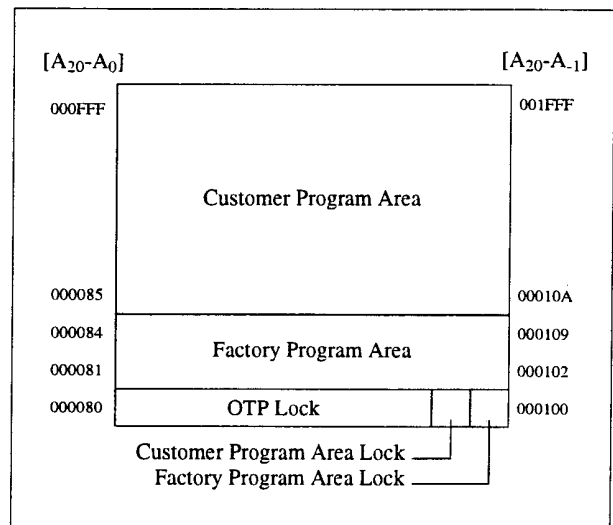 [A20-A0] [A20-A-1]
000FFF 001FFF
Customer Program Area
000085 00010A
000084 000109
Factory Program Area
000081 000102
000080 OTP Lock 000100
Customer Program Area Lock
Factory Program Area Lock